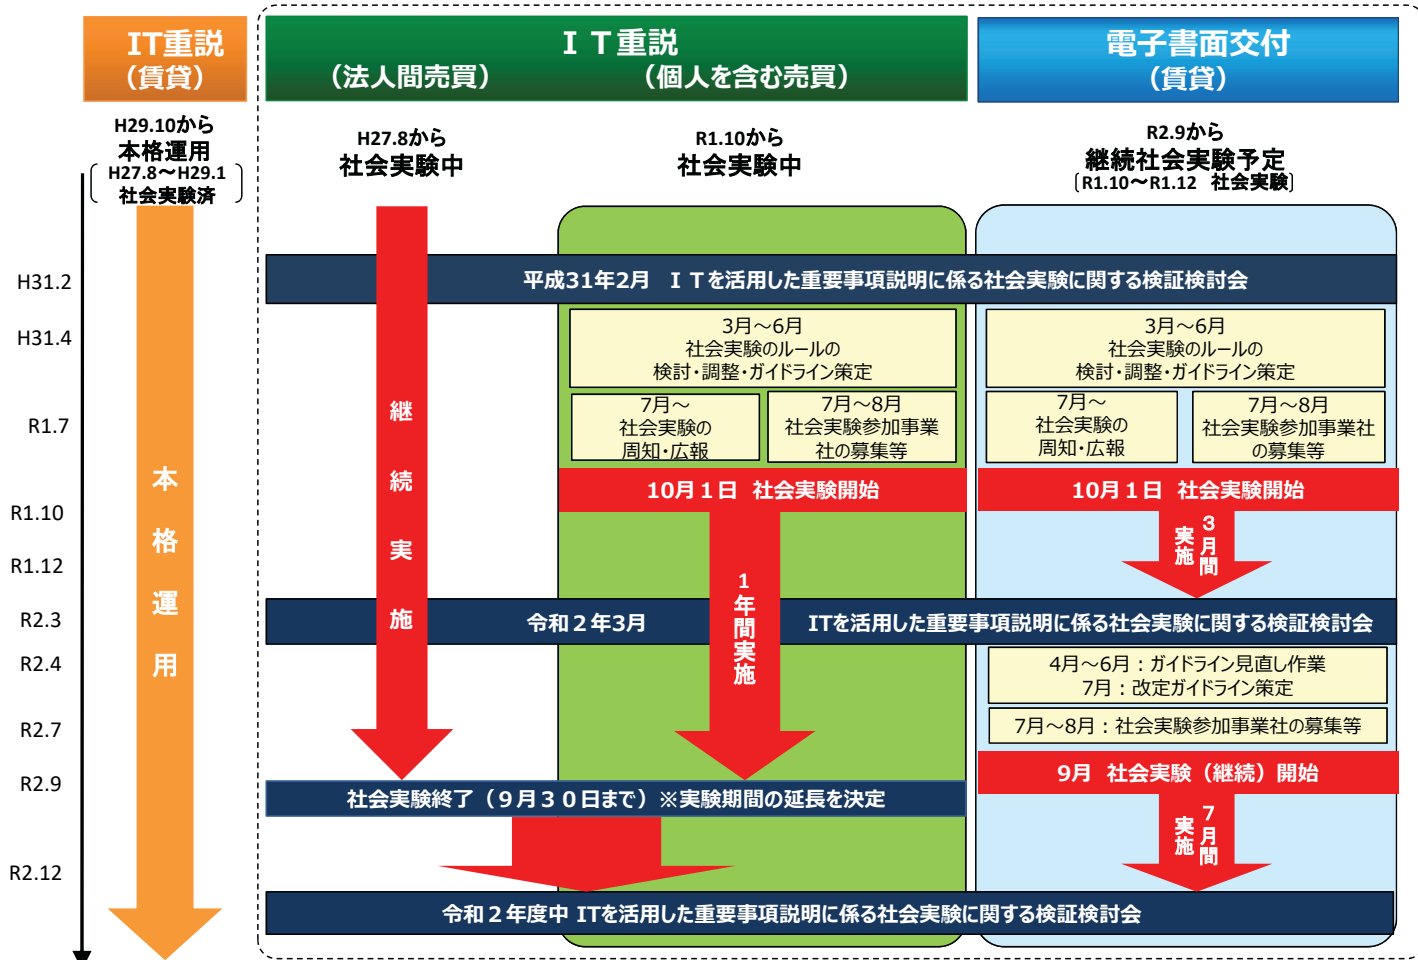 IT重説
(賃貸)
IT重説
(法人間売買)
(個人を含む売買)
電子書面交付
(賃貸)
H29.10から
本格運用
H27.8～H29.1
社会実験済
H27.8から
社会実験中
R1.10から
社会実験中
R2.9から
継続社会実験予定
〔R1.10～R1.12 社会実験〕
H31.2
H31.4
R1.7
R1.10
R1.12
R2.3
R2.4
R2.7
R2.9
R2.12
本格運用
継続実施
平成31年2月 ITを活用した重要事項説明に係る社会実験に関する検証検討会
3月～6月
社会実験のルールの
検討・調整・ガイドライン策定
7月～
社会実験の
周知・広報
7月～8月
社会実験参加事業
社の募集等
10月1日 社会実験開始
1年間実施
3月～6月
社会実験のルールの
検討・調整・ガイドライン策定
7月～
社会実験の
周知・広報
7月～8月
社会実験参加事業社
の募集等
10月1日 社会実験開始
3月間
実施
令和2年3月 ITを活用した重要事項説明に係る社会実験に関する検証検討会
4月～6月：ガイドライン見直し作業
7月：改定ガイドライン策定
7月～8月：社会実験参加事業社の募集等
9月 社会実験（継続）開始
7月間
実施
社会実験終了（9月30日まで）※実験期間の延長を決定
令和2年度中 ITを活用した重要事項説明に係る社会実験に関する検証検討会